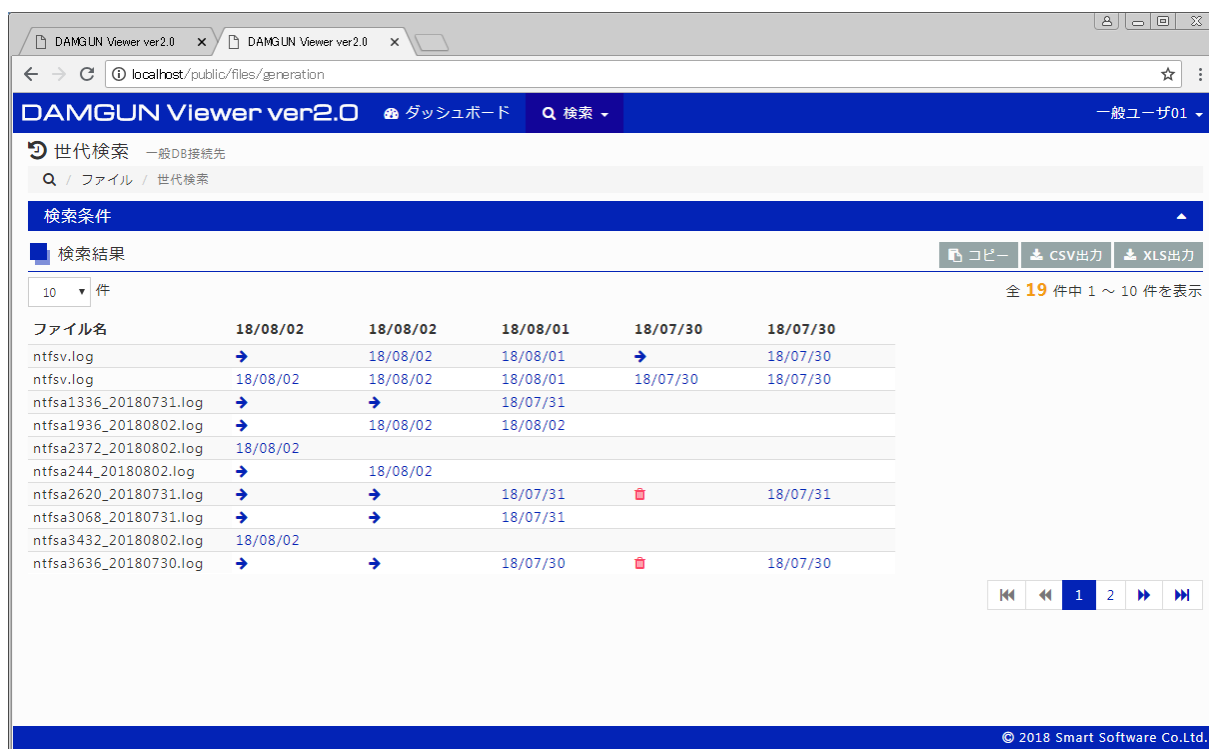 DAMGUN Viewer ver2.0 DAMGUN Viewer ver2.0
localhost/public/files/generation
DAMGUN Viewer ver2.0 ダッシュボード 検索 一般ユーザ01
世代検索 一般DB接続先
/ ファイル / 世代検索
検索条件
検索結果 コピー CSV出力 XLS出力
10 件 全 19 件中 1 ～ 10 件を表示
ファイル名 18/08/02 18/08/02 18/08/01 18/07/30 18/07/30
ntfsv.log → 18/08/02 18/08/01 → 18/07/30
ntfsv.log 18/08/02 18/08/02 18/08/01 18/07/30 18/07/30
ntfsa1336_20180731.log → → 18/07/31
ntfsa1936_20180802.log → 18/08/02 18/08/02
ntfsa2372_20180802.log 18/08/02
ntfsa244_20180802.log → 18/08/02
ntfsa2620_20180731.log → → 18/07/31 18/07/31
ntfsa3068_20180731.log → → 18/07/31
ntfsa3432_20180802.log 18/08/02
ntfsa3636_20180730.log → → 18/07/30 18/07/30
1 2
© 2018 Smart Software Co.Ltd.